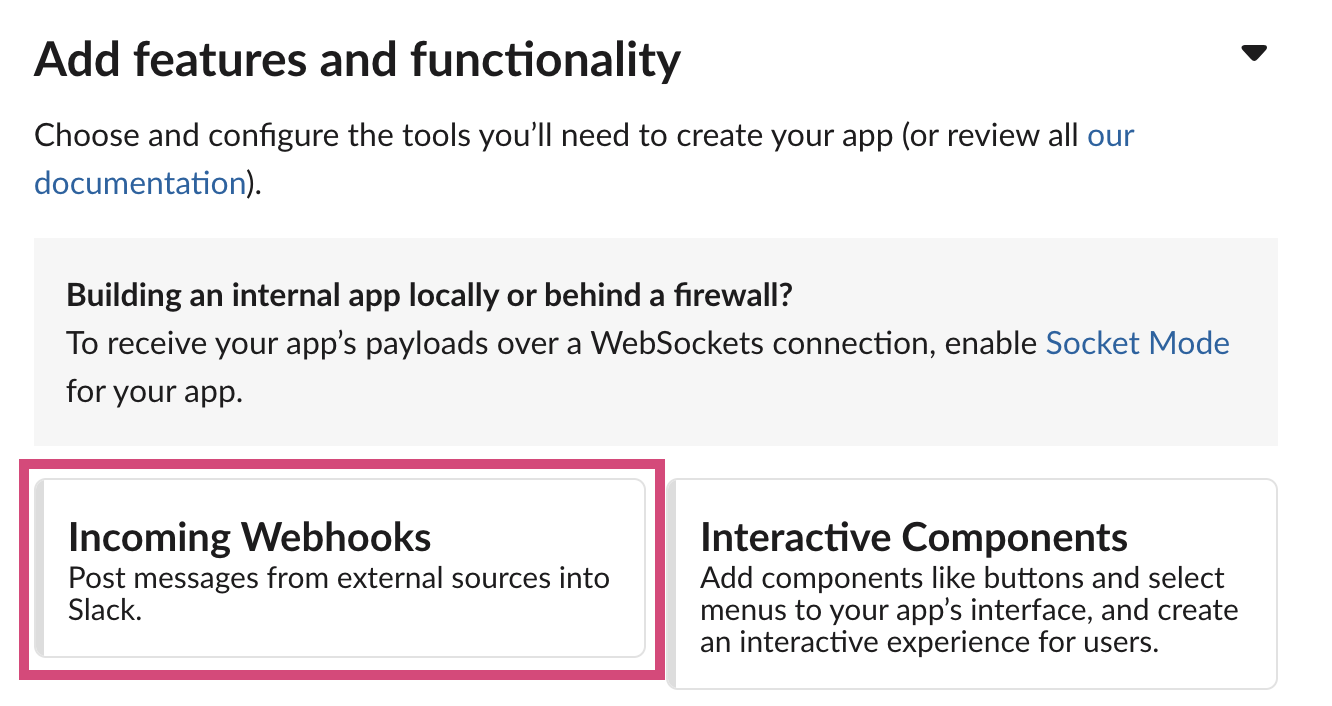 Add features and functionality
Choose and configure the tools you’ll need to create your app (or review all our
documentation).
Building an internal app locally or behind a firewall?
To receive your app’s payloads over a WebSockets connection, enable Socket Mode
for your app.
Incoming Webhooks
Post messages from external sources into
Slack.
Interactive Components
Add components like buttons and select
menus to your app’s interface, and create
an interactive experience for users.